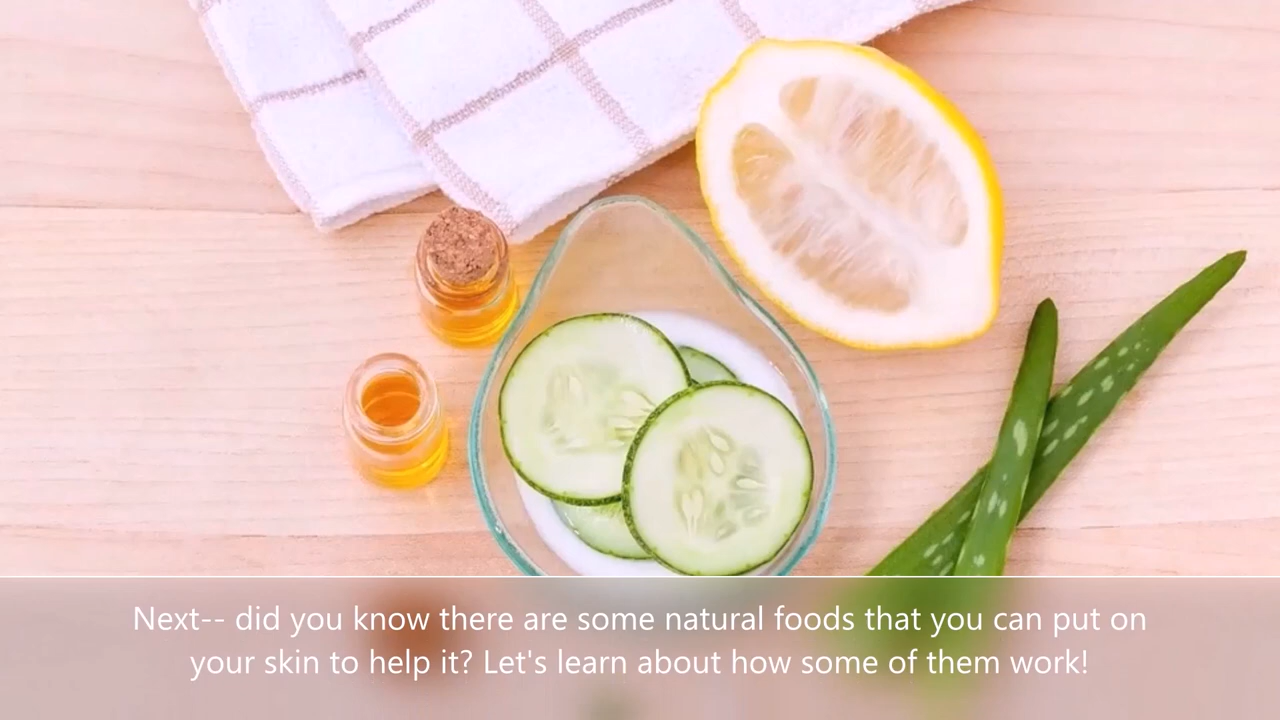 Next-- did you know there are some natural foods that you can put on
your skin to help it? Let's learn about how some of them work!